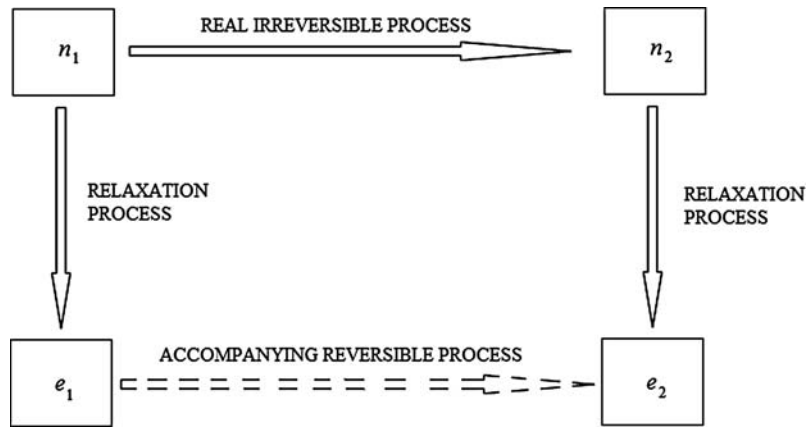 REAL IRREVERSIBLE PROCESS
n1
n2
RELAXATION
PROCESS
RELAXATION
PROCESS
ACCOMPANYING REVERSIBLE PROCESS
e1
e2